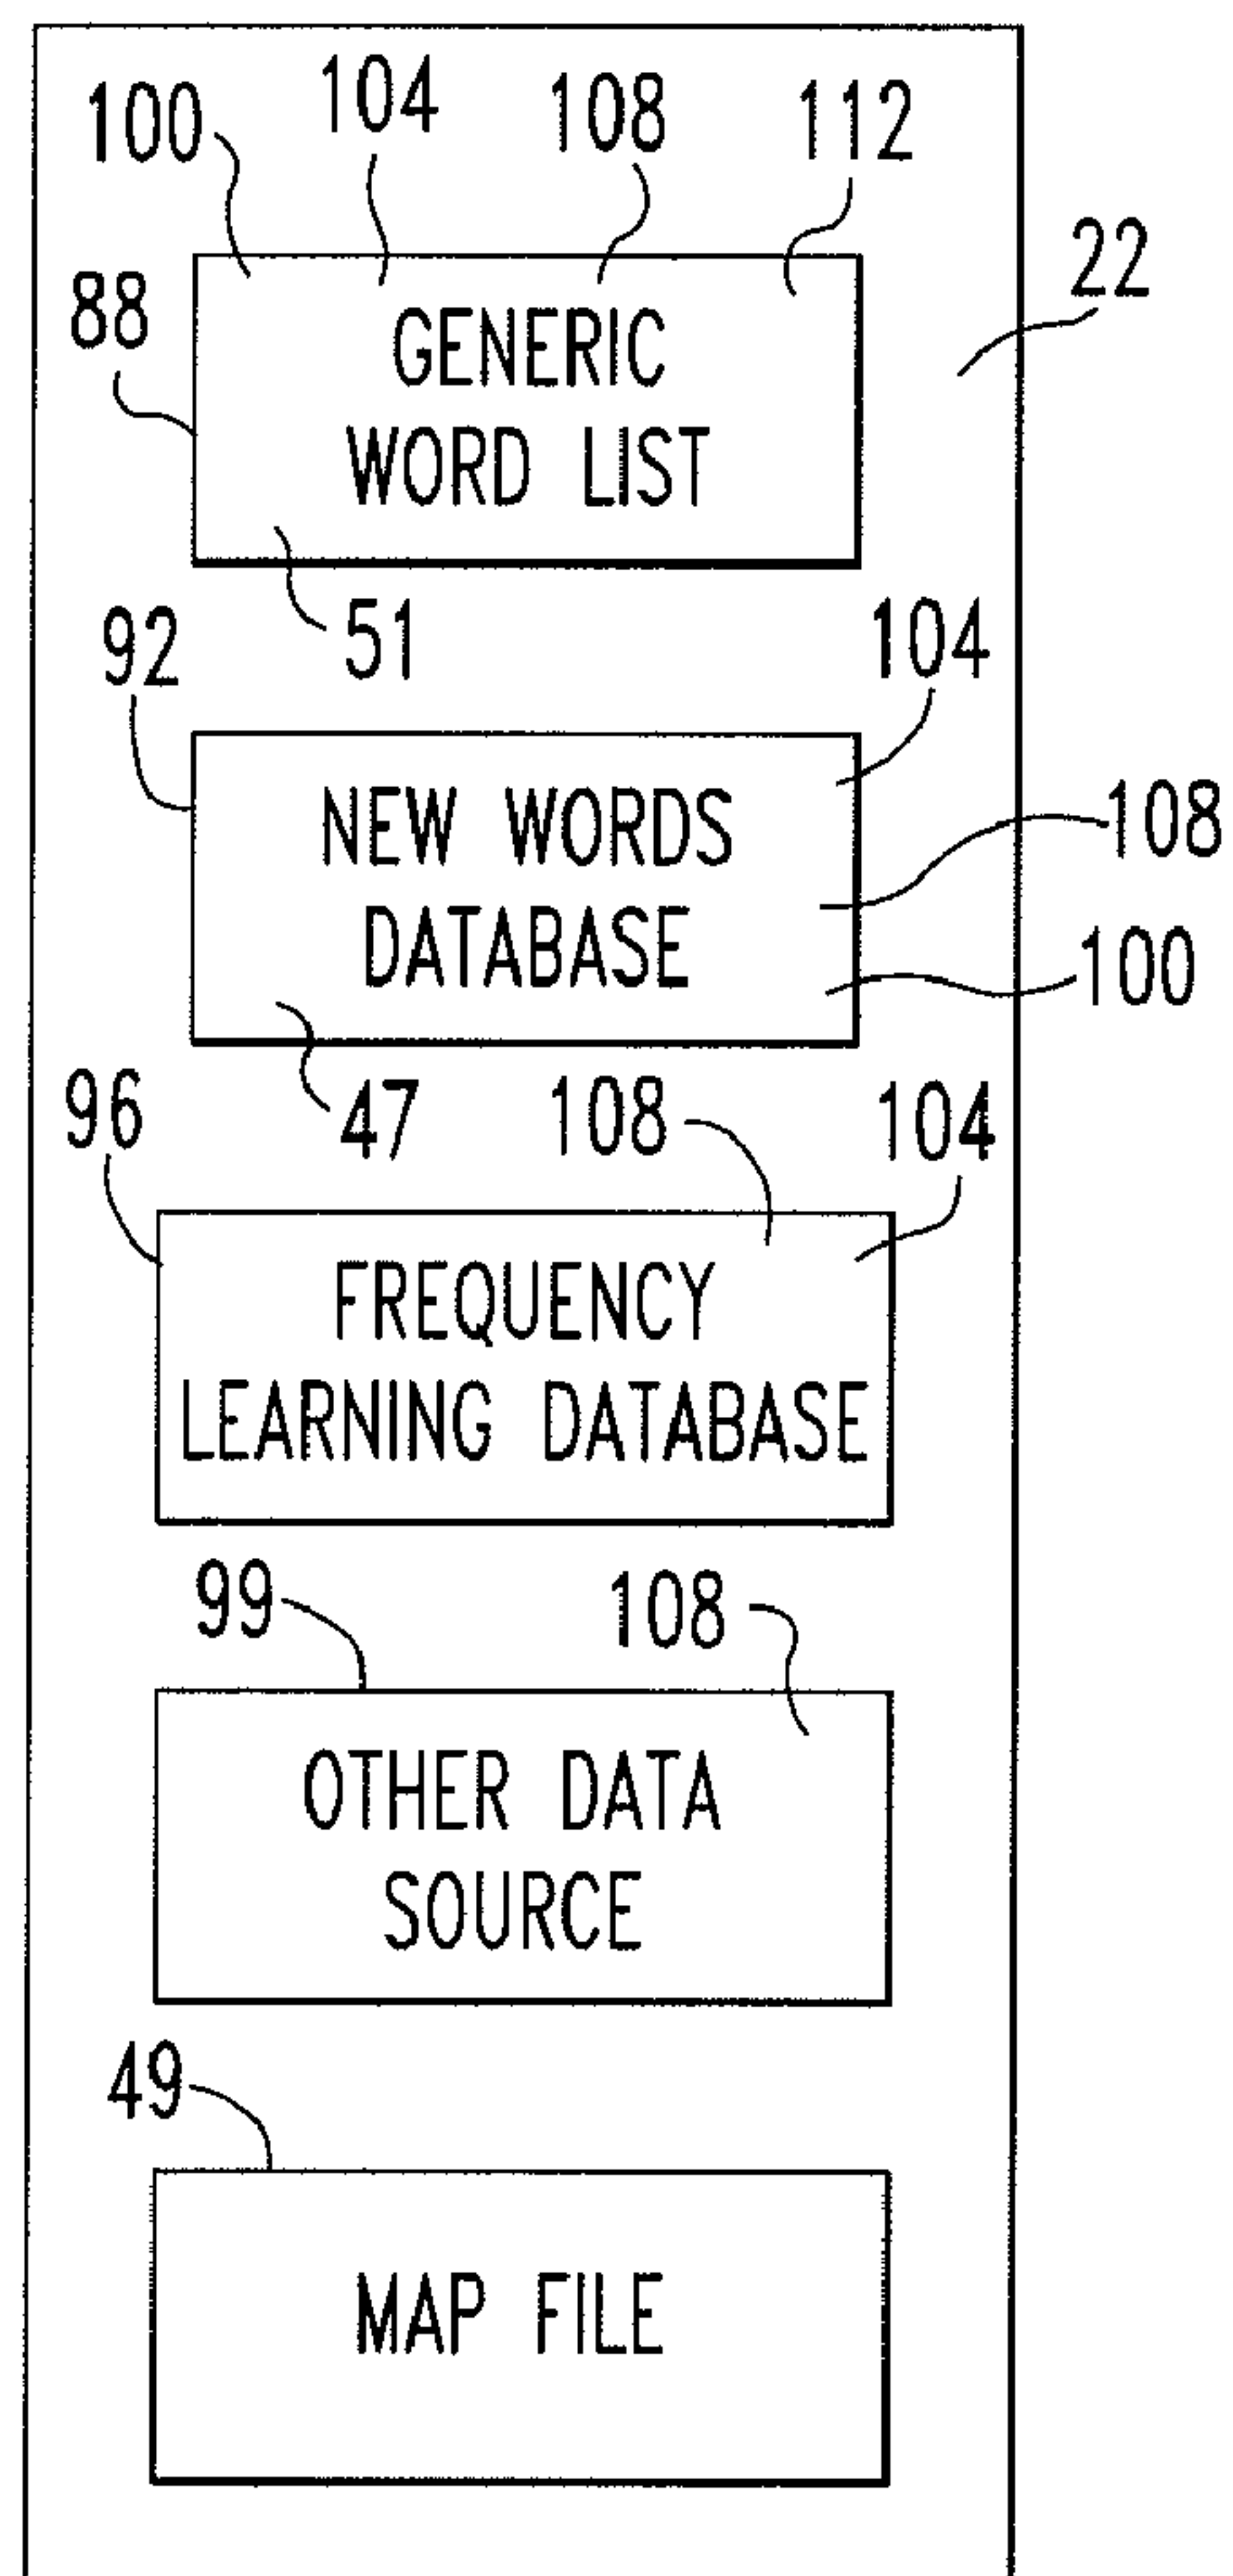 100 104 108 112
22
88
GENERIC
WORD LIST
51
92
104
NEW WORDS
108
DATABASE
100
47
96
108
104
FREQUENCY
LEARNING DATABASE
99
108
OTHER DATA
SOURCE
49
MAP FILE